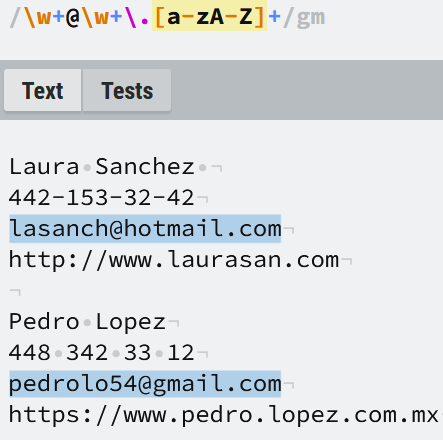 /\w+@\w+\.[a-zA-Z]+/gm
Text Tests
Laura Sanchez
442-153-32-42
lasanch@hotmail.com
http://www.laurasan.com
Pedro Lopez
448 342 33 12
pedrolo54@gmail.com
https://www.pedro.lopez.com.mx